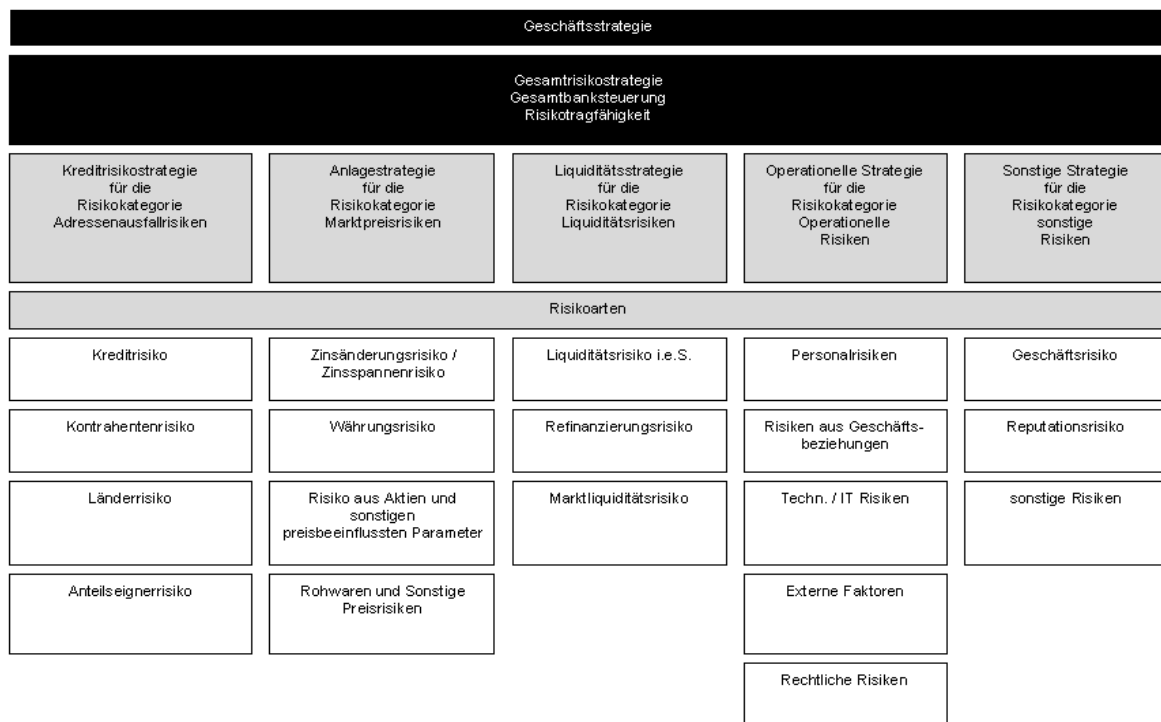 Geschäftsstrategie
Gesamtrisikostrategie
Gesamtbanksteuerung
Risikotragfähigkeit
Kreditrisikostrategie
für die
Risikokategorie
Adressenausfallrisiken
Anlagestrategie
für die
Risikokategorie
Marktpreisrisiken
Liquiditätsstrategie
für die
Risikokategorie
Liquiditätsrisiken
Operationelle Strategie
für die
Risikokategorie
Operationelle
Risiken
Sonstige Strategie
für die
Risikokategorie
sonstige
Risiken
Risikoarten
Kreditrisiko
Zinsänderungsrisiko /
Zinsspannenrisiko
Liquiditätsrisiko i.e.S.
Personalrisiken
Geschäftsrisiko
Kontrahentenrisiko
Währungsrisiko
Refinanzierungsrisiko
Risiken aus Geschäfts-
beziehungen
Reputationsrisiko
Länderrisiko
Risiko aus Aktien und
sonstigen
preisbeeinflussten Parameter
Marktliquiditätsrisiko
Techn. / IT Risiken
sonstige Risiken
Anteilseignerrisiko
Rohwaren und Sonstige
Preisrisiken
Externe Faktoren
Rechtliche Risiken